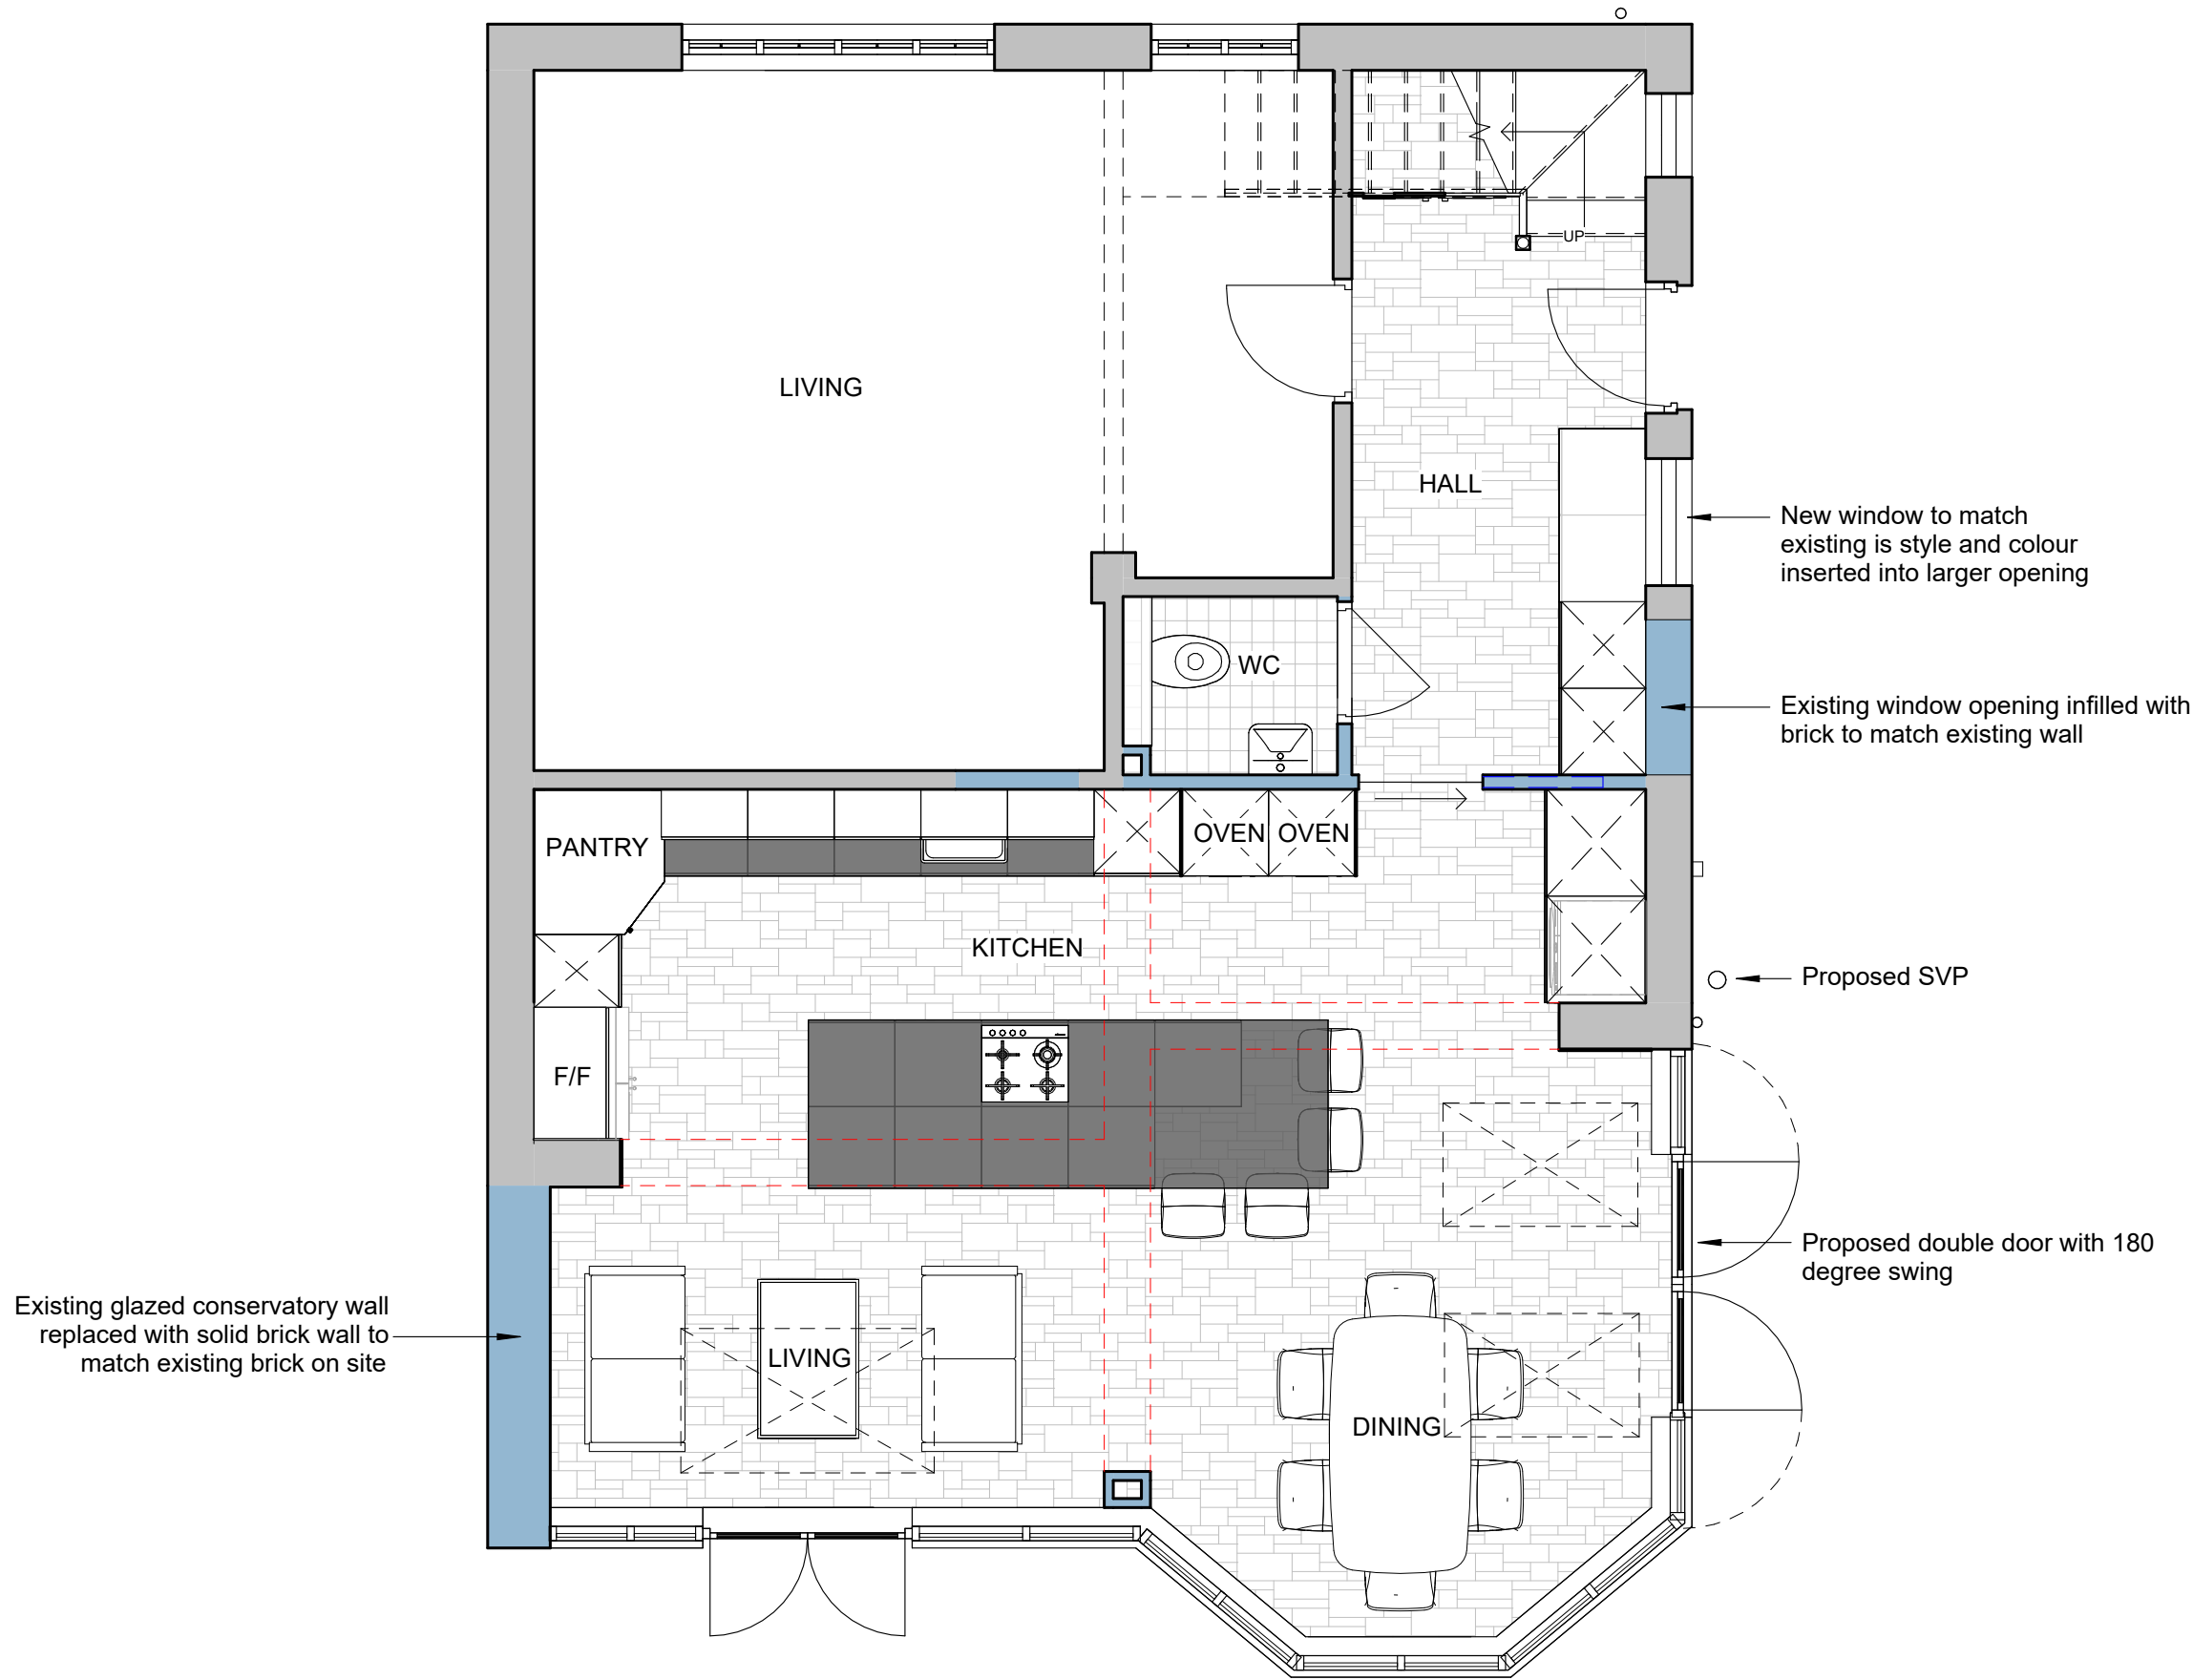 UP
LIVING
HALL
New window to match
existing is style and colour
inserted into larger opening
WC
Existing window opening infilled with
brick to match existing wall
PANTRY
OVEN
OVEN
KITCHEN
Proposed SVP
F/F
Proposed double door with 180
degree swing
Existing glazed conservatory wall
replaced with solid brick wall to
match existing brick on site
LIVING
DINING